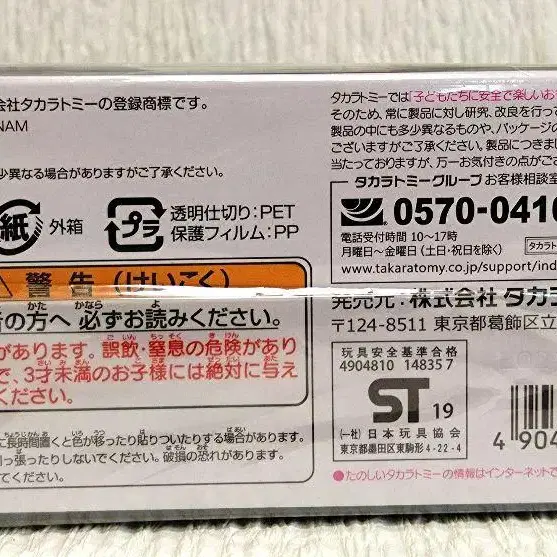 会社タカラトミーの登録商標です。
NAM
少異なる場合がありますがご了承ください。
紙 外箱
プラ 透明仕切り:PET
保護フィルム:PP
警告(けいこく)
の方へ 必ずお読みください。
があります。誤飲・窒息の危険があり
で、3才未満のお子様には絶対に与え
に長時間置くと色が移ったり貼りついたりする場合があります。
引っ張ったりしないでください。破損の恐れがあります。
てください。
タカラトミーでは「子どもたちに安全で楽しいお
そのため、常に製品に対し研究、改良を行って
製品の中にも多少異なるものや、パッケージの
ございますがご了承ください。製品につきまし
当たっておりますが、万一お気付きの点がご
タカラトミーグループ お客様相談室
0570-0410
電話受付時間 10~17時
月曜日~金曜日(土・日・祝日を除く)
タカラト
www.takaratomy.co.jp/support/ind
発売元:株式会社 タカラ
〒124-8511 東京都葛飾区立
玩具安全基準合格
4904810 14835 7
ST 19
(一社)日本玩具協会
東京都墨田区東駒形4-22-4
4 904
●たのしいタカラトミーの情報はインターネットで